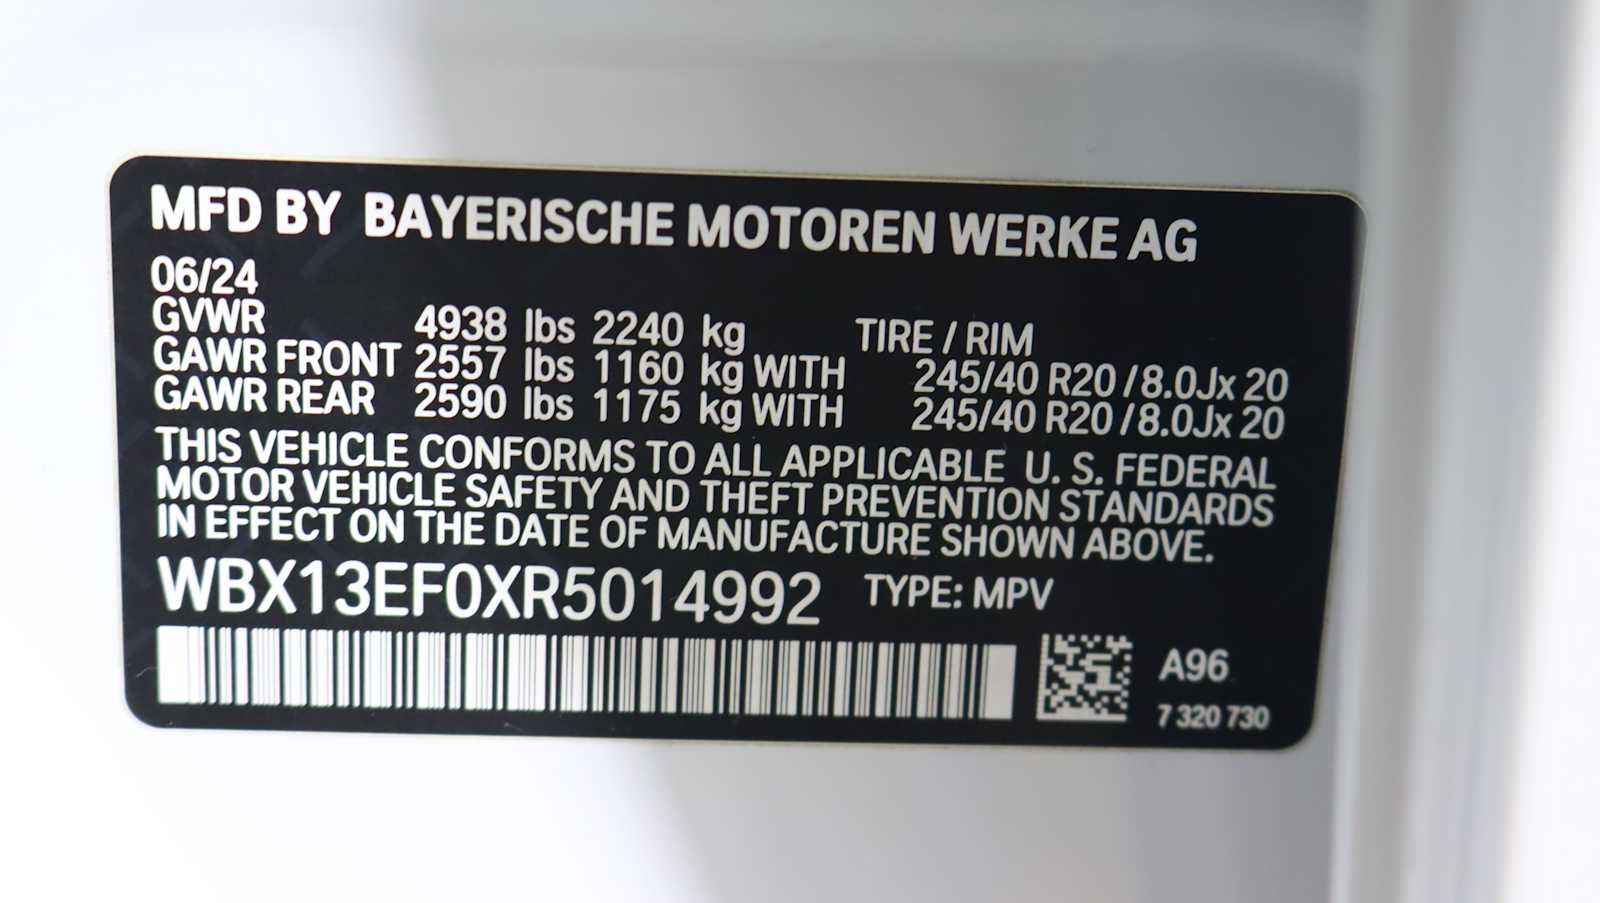 MFD BY BAYERISCHE MOTOREN WERKE AG
06/24
GVWR 4938 lbs 2240 kg TIRE / RIM
GAWR FRONT 2557 lbs 1160 kg WITH 245/40 R20 / 8.0Jx 20
GAWR REAR 2590 lbs 1175 kg WITH 245/40 R20 / 8.0Jx 20
THIS VEHICLE CONFORMS TO ALL APPLICABLE U. S. FEDERAL
MOTOR VEHICLE SAFETY AND THEFT PREVENTION STANDARDS
IN EFFECT ON THE DATE OF MANUFACTURE SHOWN ABOVE.
WBX13EF0XR5014992 TYPE: MPV
A96
7 320 730